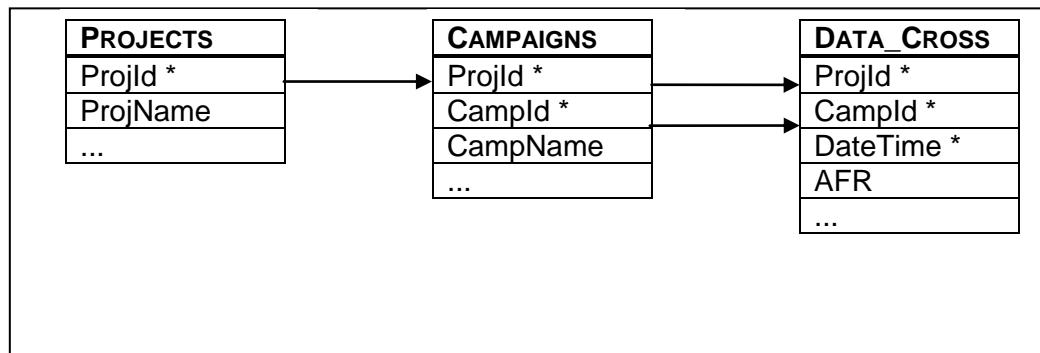 PROJECTS
ProjId *
ProjName
...
CAMPAIGNS
ProjId *
CampId *
CampName
...
DATA_CROSS
ProjId *
CampId *
DateTime *
AFR
...